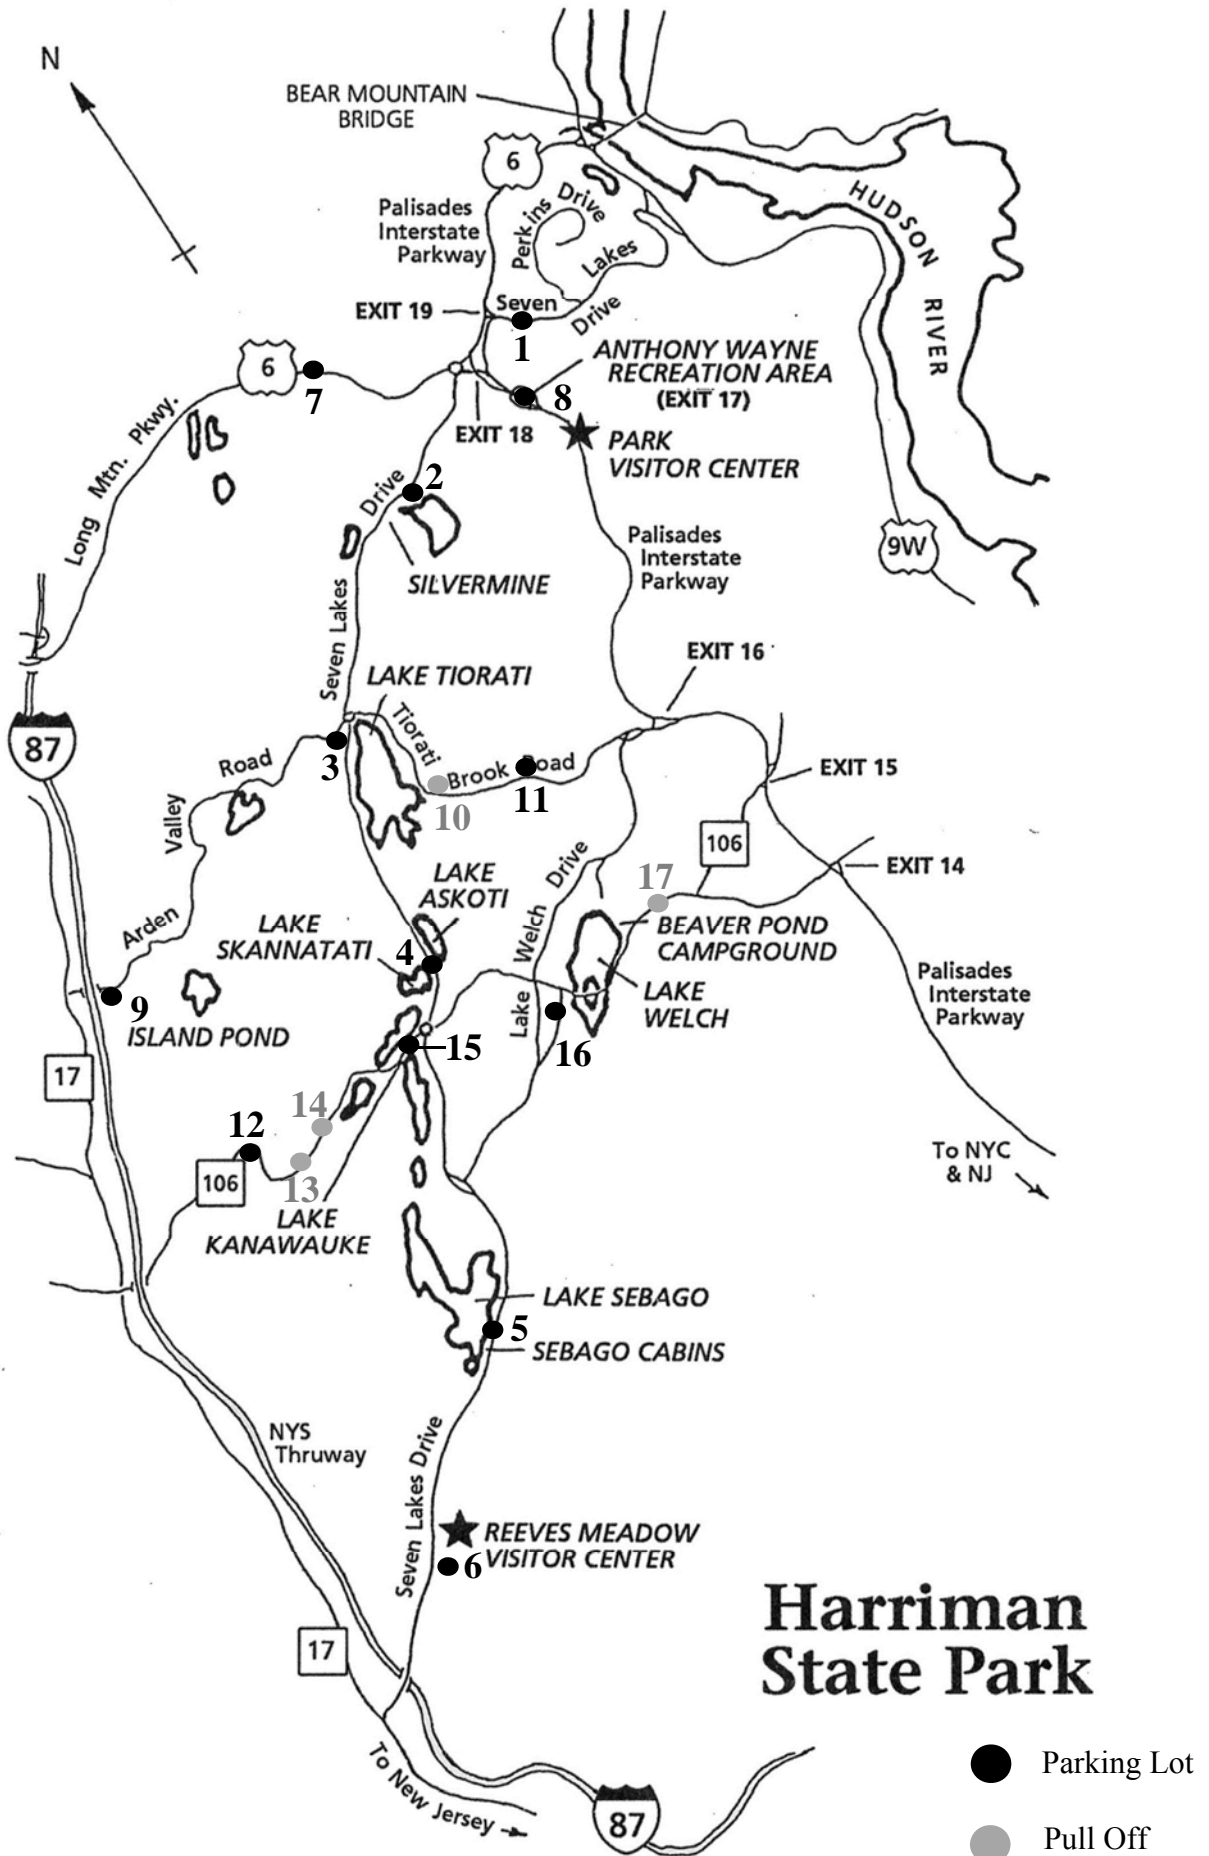 N
BEAR MOUNTAIN
BRIDGE
6
Palisades
Interstate
Parkway
Perkins Drive
Lakes
HUDSON
RIVER
EXIT 19
Seven
Drive
1
6
7
ANTHONY WAYNE
RECREATION AREA
(EXIT 17)
8
EXIT 18
PARK
VISITOR CENTER
Long Mtn. Pkwy.
Drive
2
9W
Palisades
Interstate
Parkway
SILVERMINE
Seven Lakes
EXIT 16
LAKE TIORATI
87
Tiorati
Brook Road
3
Road
Valley
Arden
10
11
EXIT 15
106
EXIT 14
Drive
Welch
Lake
17
LAKE
ASKOTI
LAKE
SKANNATATI
4
BEAVER POND
CAMPGROUND
LAKE
WELCH
Palisades
Interstate
Parkway
9
ISLAND POND
15
16
17
14
12
106
13
LAKE
KANAWAUKE
To NYC
& NJ
LAKE SEBAGO
5
SEBAGO CABINS
NYS
Thruway
Seven Lakes Drive
REEVES MEADOW
VISITOR CENTER
6
17
Harriman
State Park
To New Jersey
87
Parking Lot
Pull Off